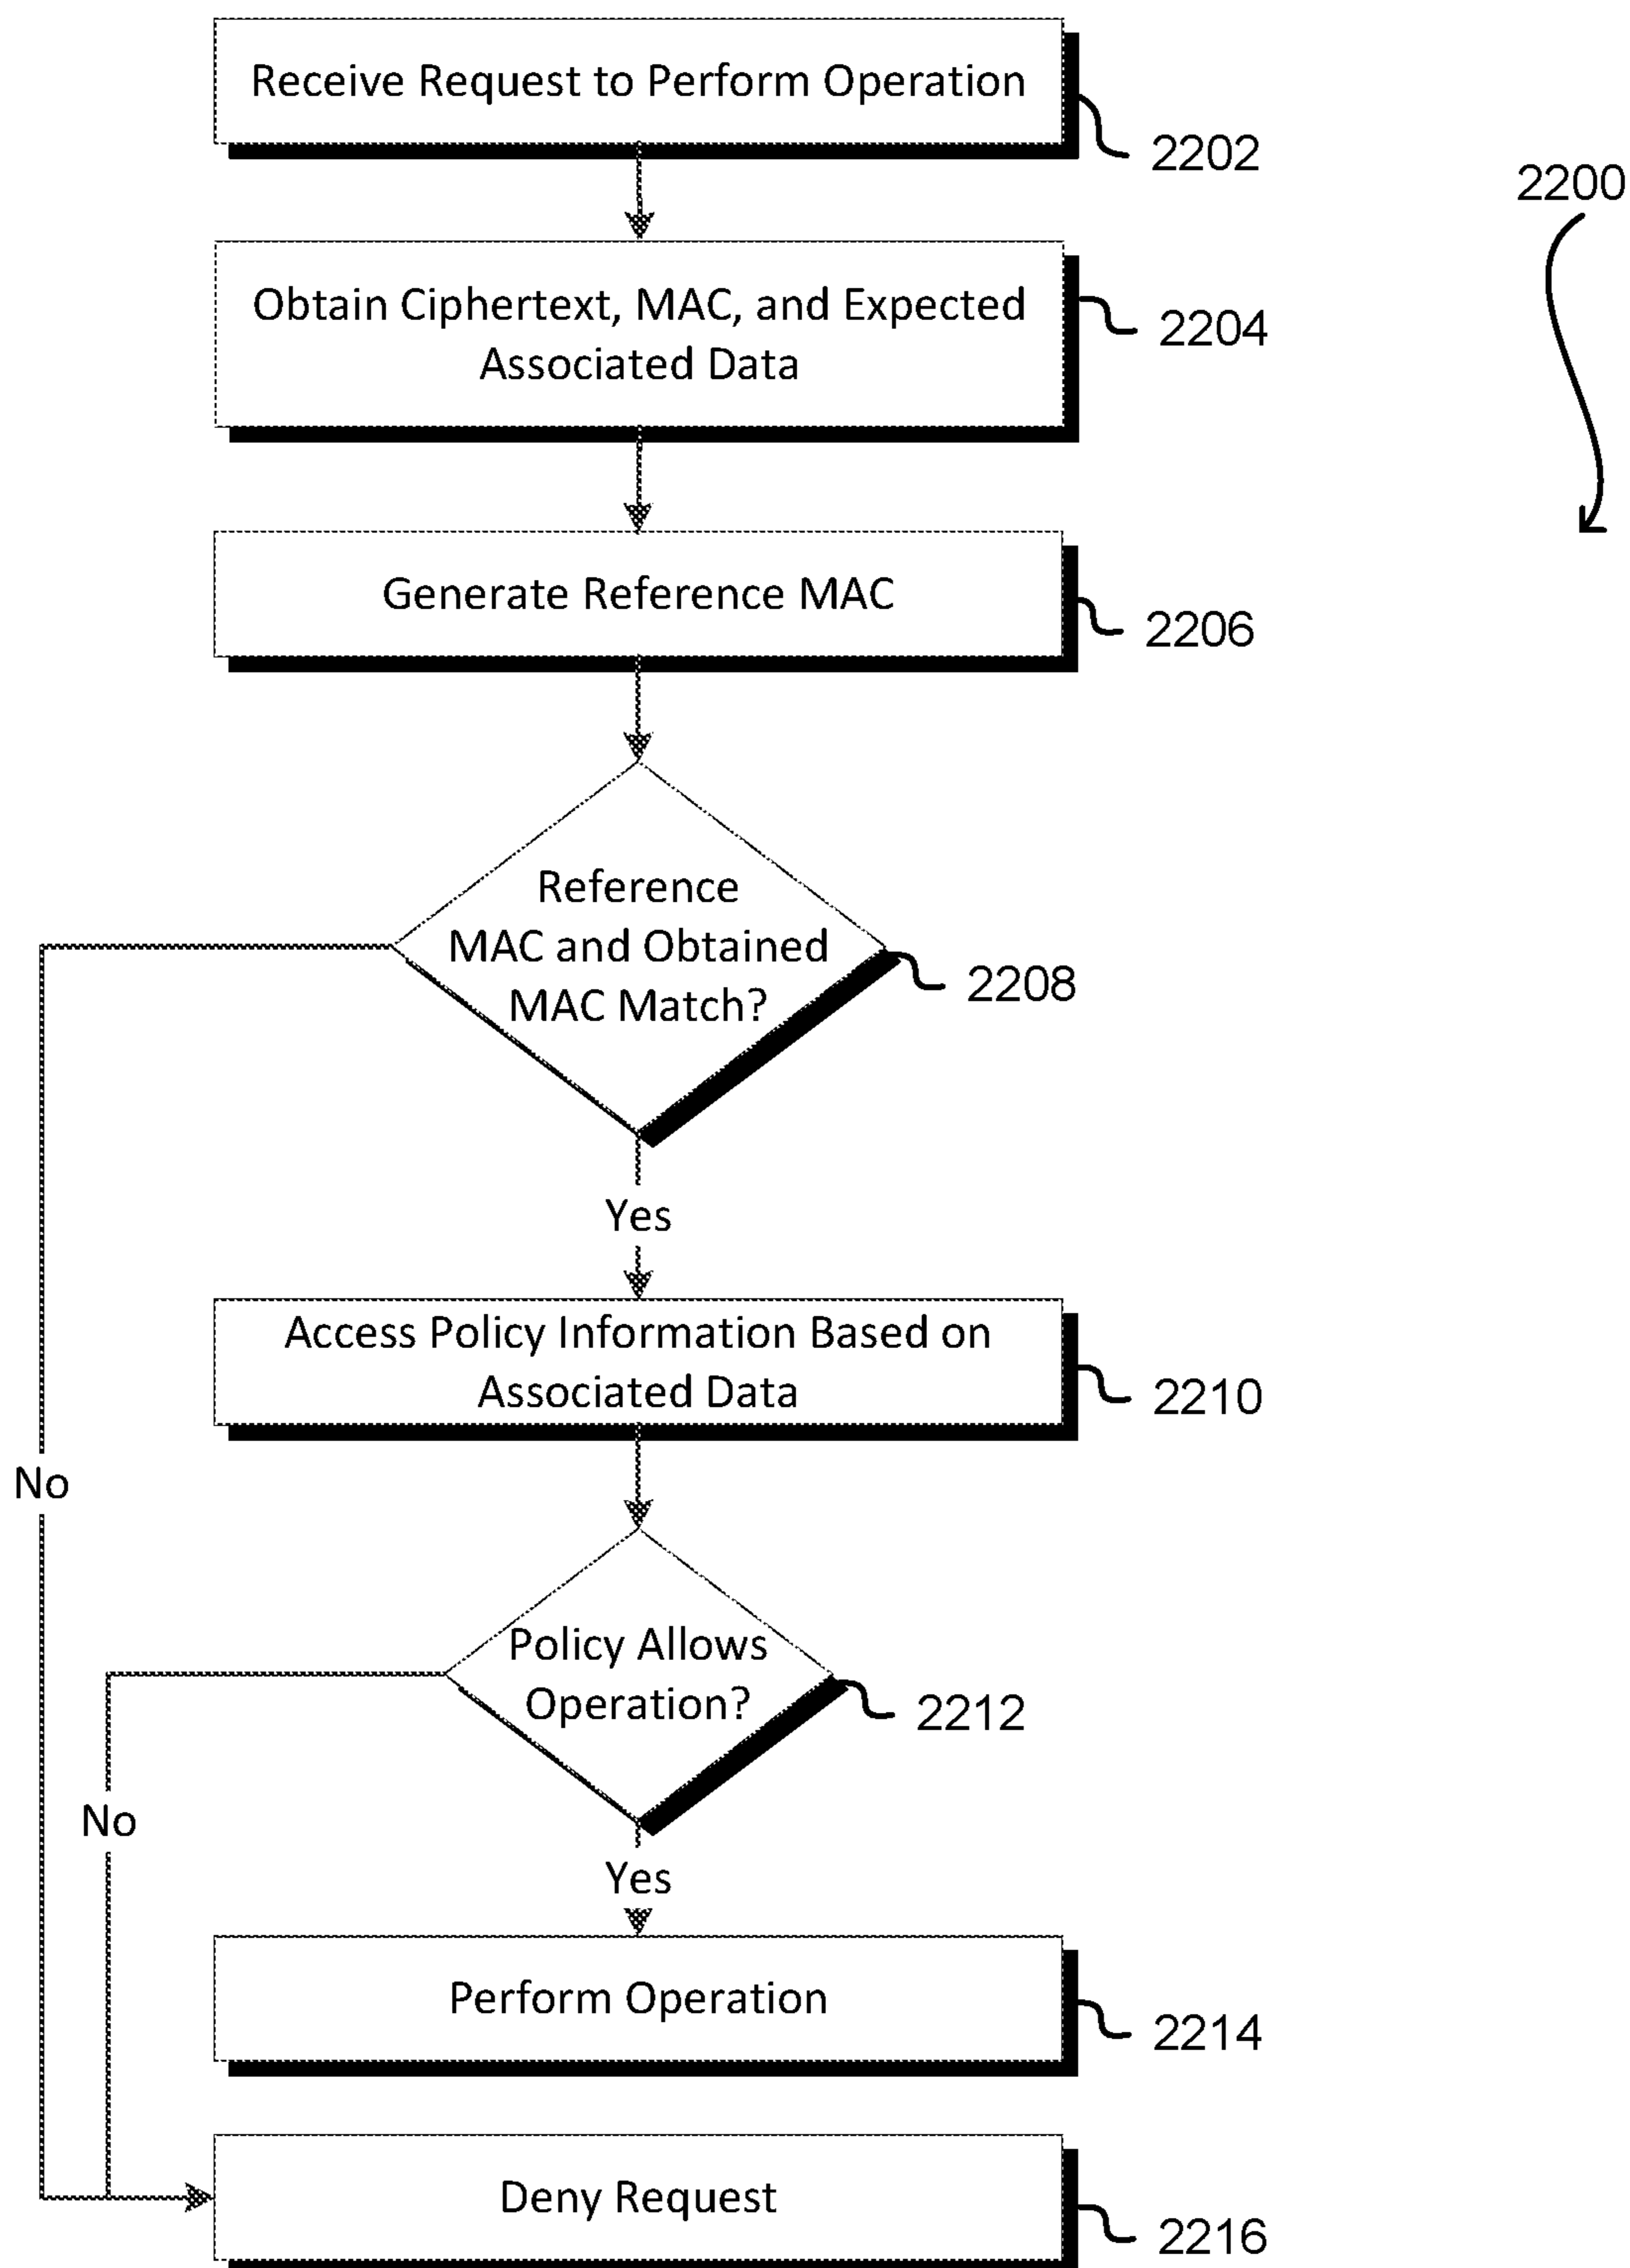 Receive Request to Perform Operation
2202
2200
Obtain Ciphertext, MAC, and Expected
Associated Data
2204
Generate Reference MAC
2206
Reference
MAC and Obtained
MAC Match?
2208
Yes
Access Policy Information Based on
Associated Data
2210
No
Policy Allows
Operation?
2212
No
Yes
Perform Operation
2214
Deny Request
2216